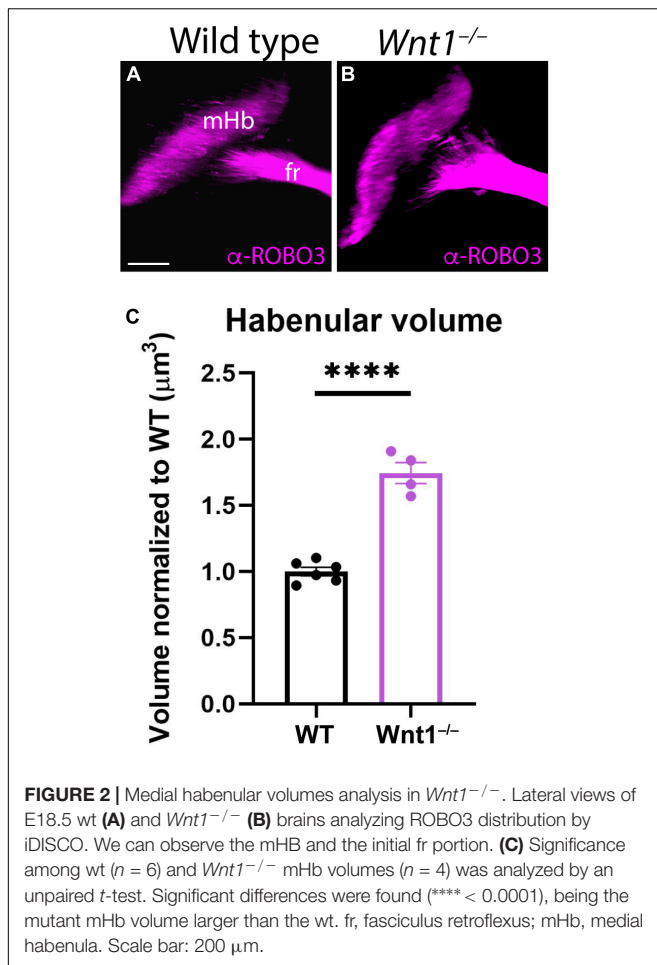 Wild type
Wnt1−/−
A
B
mHb
fr
α-ROBO3
α-ROBO3
C
Habenular volume
Volume normalized to WT (μm³)
2.5
2.0
1.5
1.0
0.5
0.0
****
WT
Wnt1−/−
FIGURE 2 | Medial habenular volumes analysis in Wnt1−/−. Lateral views of
E18.5 wt (A) and Wnt1−/− (B) brains analyzing ROBO3 distribution by
iDISCO. We can observe the mHB and the initial fr portion. (C) Significance
among wt (n = 6) and Wnt1−/− mHb volumes (n = 4) was analyzed by an
unpaired t-test. Significant differences were found (**** < 0.0001), being the
mutant mHb volume larger than the wt. fr, fasciculus retroflexus; mHb, medial
habenula. Scale bar: 200 μm.